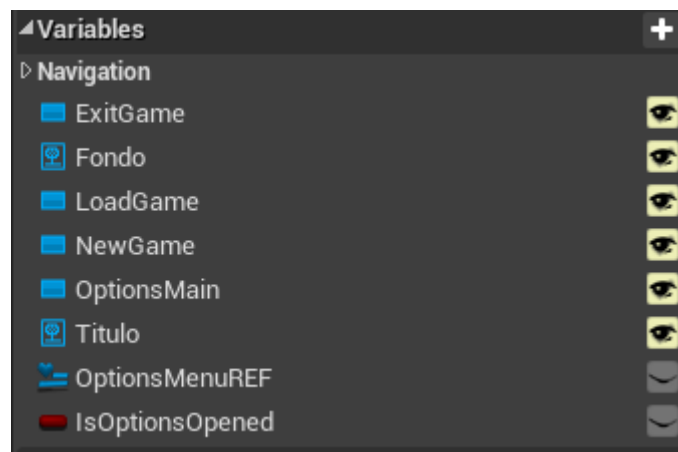 Variables
Navigation
ExitGame
Fondo
LoadGame
NewGame
OptionsMain
Titulo
OptionsMenuREF
IsOptionsOpened